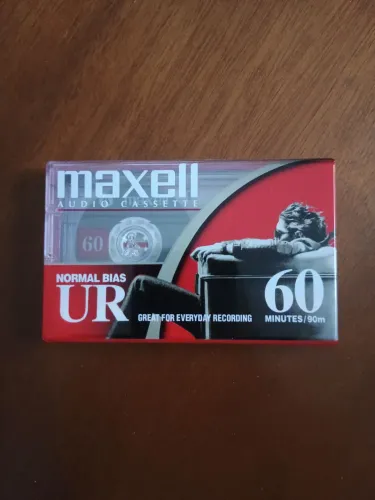 maxell
AUDIO CASSETTE
60
NORMAL BIAS
UR
GREAT FOR EVERYDAY RECORDING
60
MINUTES/90m